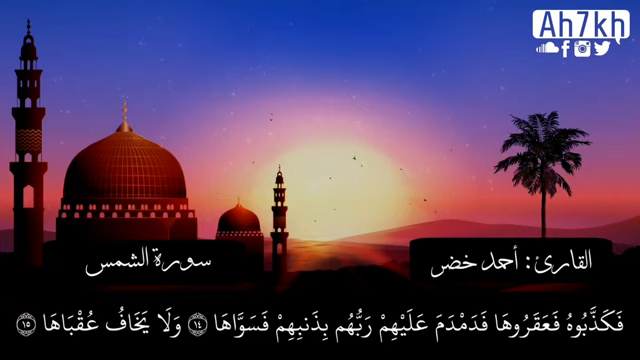 Ah7kh
سورة الشمس
القارئ: أحمد خضر
فَكَذَّبُوهُ فَعَقَرُوهَا فَدَمْدَمَ عَلَيْهِمْ رَبُّهُم بِذَنبِهِمْ فَسَوَّاهَا ١٤ وَلَا يَخَافُ عُقْبَاهَا ١٥